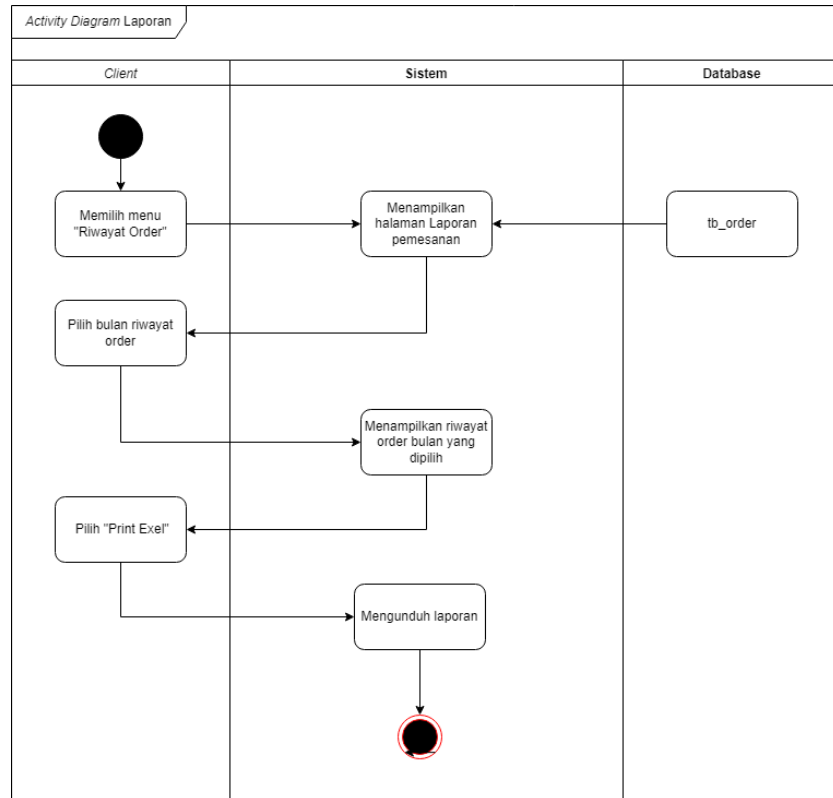 Activity Diagram Laporan
Client
Sistem
Database
Memilih menu
"Riwayat Order"
Menampilkan
halaman Laporan
pemesanan
tb_order
Pilih bulan riwayat
order
Menampilkan riwayat
order bulan yang
dipilih
Pilih "Print Exel"
Mengunduh laporan